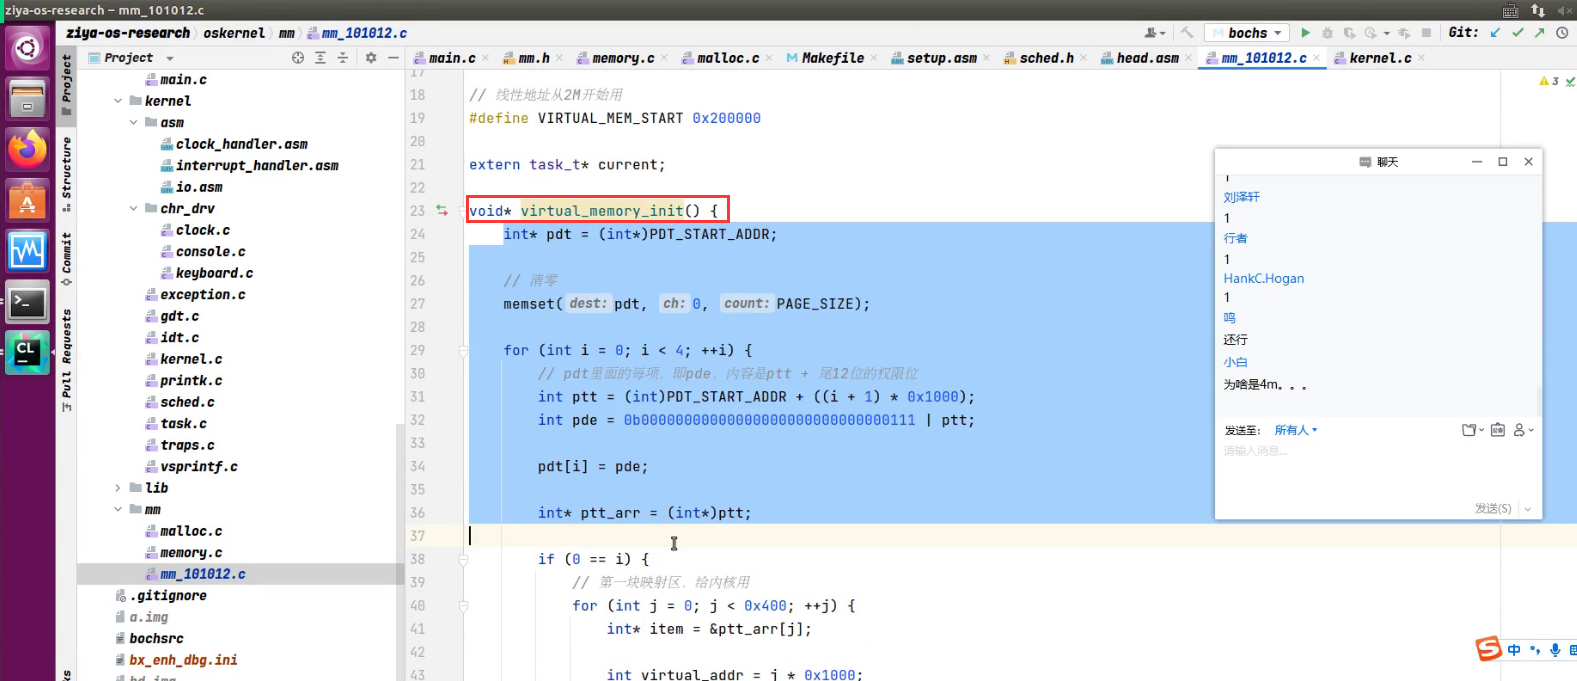 ziya-os-research – mm_101012.c
ziya-os-research › oskernel › mm › mm_101012.c
bochs
Git:
Project
main.c
mm.h
memory.c
malloc.c
Makefile
setup.asm
sched.h
head.asm
mm_101012.c
kernel.c
Project
Structure
Commit
Pull Requests
main.c
kernel
asm
clock_handler.asm
interrupt_handler.asm
io.asm
chr_drv
clock.c
console.c
keyboard.c
exception.c
gdt.c
idt.c
kernel.c
printk.c
sched.c
task.c
traps.c
vsprintf.c
lib
mm
malloc.c
memory.c
mm_101012.c
.gitignore
a.img
bochsrc
bx_enh_dbg.ini
hd.img
17
18 // 线性地址从2M开始用
19 #define VIRTUAL_MEM_START 0x200000
20
21 extern task_t* current;
22
23 void* virtual_memory_init() {
24 int* pdt = (int*)PDT_START_ADDR;
25
26 // 清零
27 memset( dest: pdt, ch: 0, count: PAGE_SIZE);
28
29 for (int i = 0; i < 4; ++i) {
30 // pdt里面的每项，即pde，内容是ptt + 尾12位的权限位
31 int ptt = (int)PDT_START_ADDR + ((i + 1) * 0x1000);
32 int pde = 0b00000000000000000000000000000111 | ptt;
33
34 pdt[i] = pde;
35
36 int* ptt_arr = (int*)ptt;
37
38 if (0 == i) {
39 // 第一块映射区，给内核用
40 for (int j = 0; j < 0x400; ++j) {
41 int* item = &ptt_arr[j];
42
43 int virtual_addr = j * 0x1000;
3
聊天
1
刘泽轩
1
行者
1
HankC.Hogan
1
鸣
还行
小白
为啥是4m。。。
发送至： 所有人
请输入消息...
发送(S)
CL
S 中